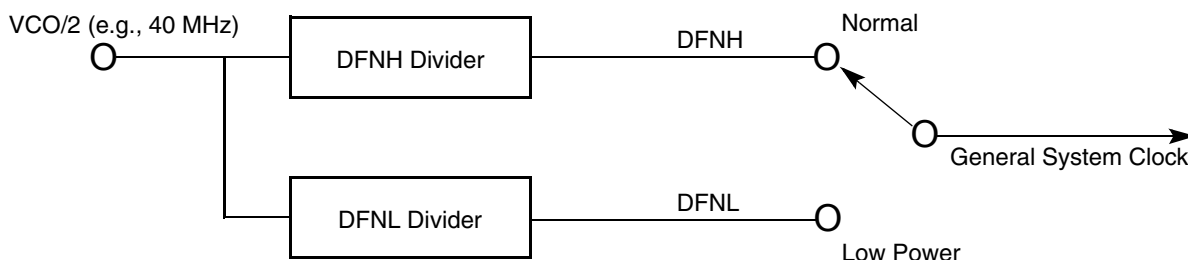 VCO/2 (e.g., 40 MHz)
Normal
DFNH Divider
DFNH
General System Clock
DFNL Divider
DFNL
Low Power